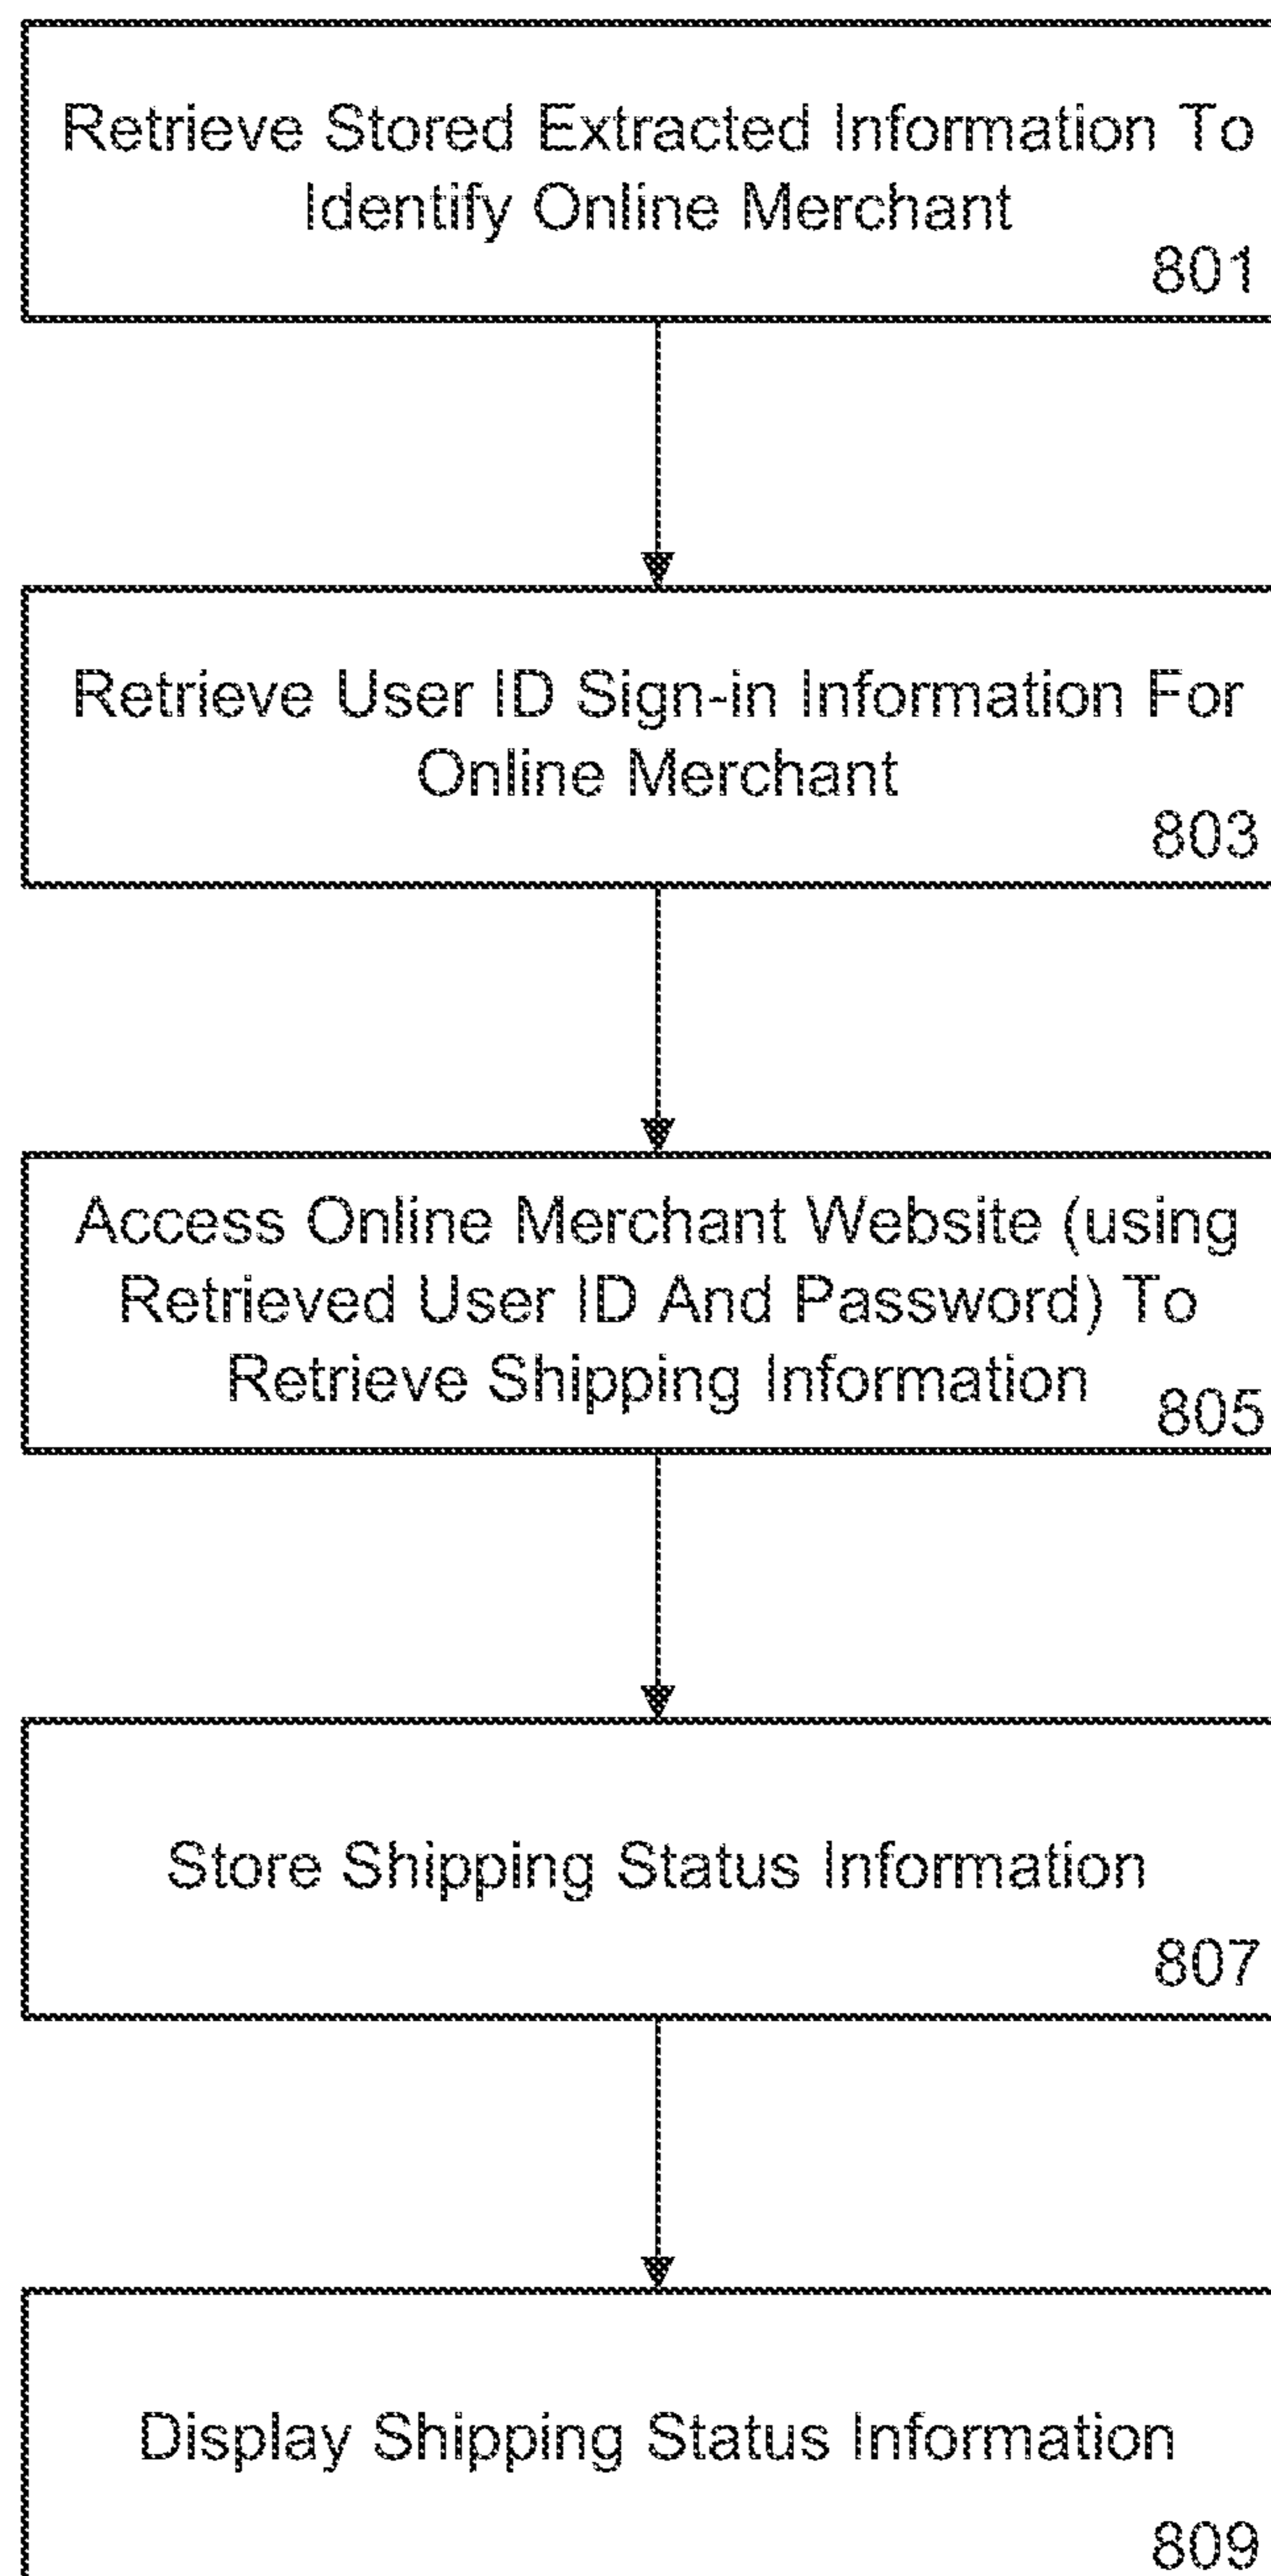 Retrieve Stored Extracted Information To
Identify Online Merchant
801
Retrieve User ID Sign-in Information For
Online Merchant
803
Access Online Merchant Website (using
Retrieved User ID And Password) To
Retrieve Shipping Information
805
Store Shipping Status Information
807
Display Shipping Status Information
809